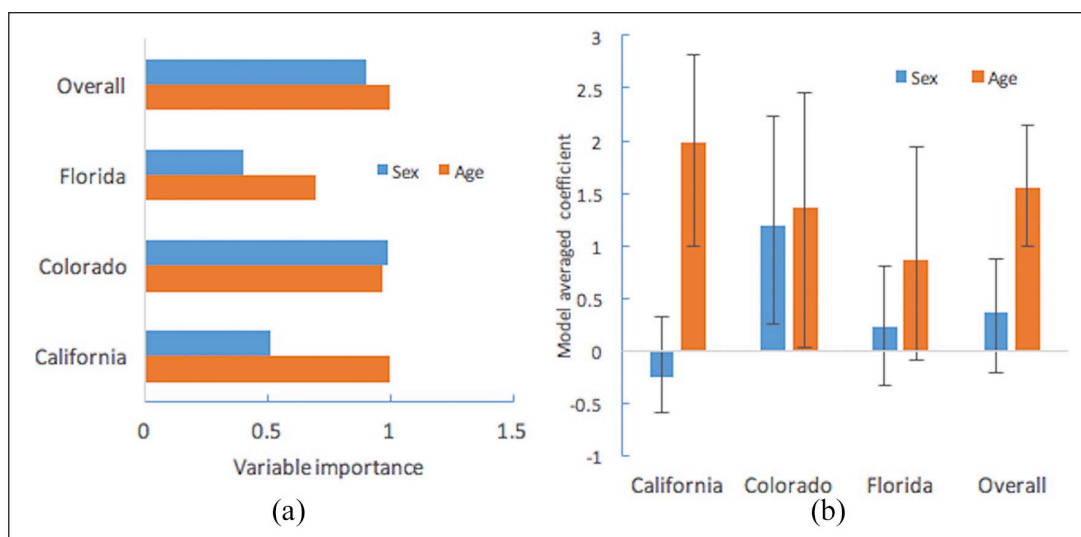 Overall
Florida
Colorado
California
Sex Age
0 0.5 1 1.5
Variable importance
(a)
Model averaged coefficient
3
2.5
2
1.5
1
0.5
0
-0.5
-1
Sex Age
California Colorado Florida Overall
(b)